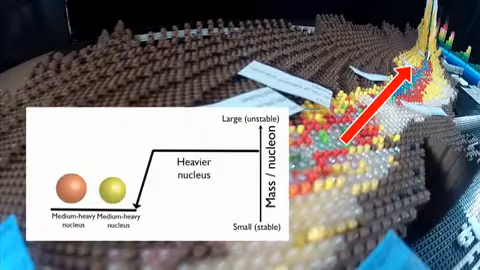 Large (unstable)
Heavier
nucleus
Mass / nucleon
Medium-heavy Medium-heavy
nucleus nucleus
Small (stable)